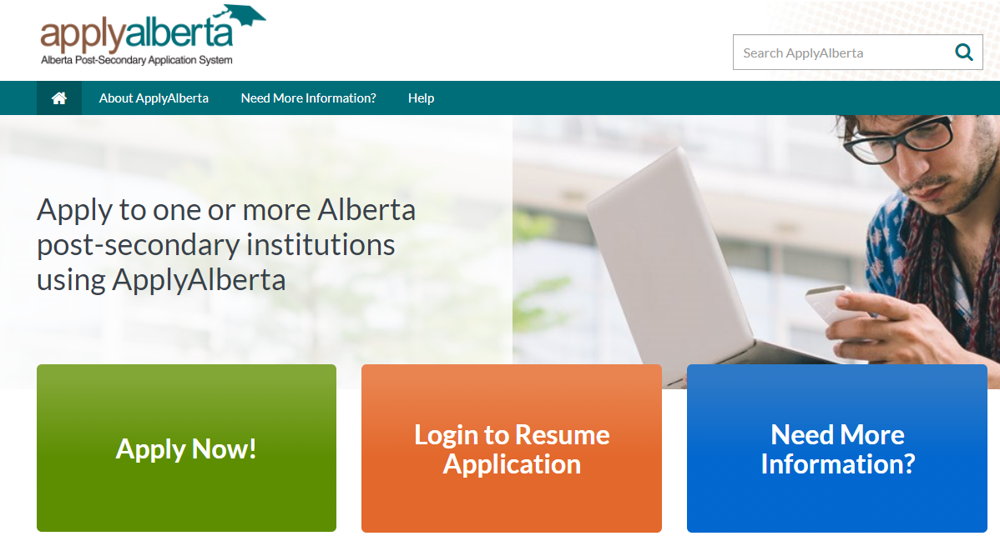 applyalberta
Alberta Post-Secondary Application System
Search ApplyAlberta
About ApplyAlberta
Need More Information?
Help
Apply to one or more Alberta
post-secondary institutions
using ApplyAlberta
Apply Now!
Login to Resume
Application
Need More
Information?